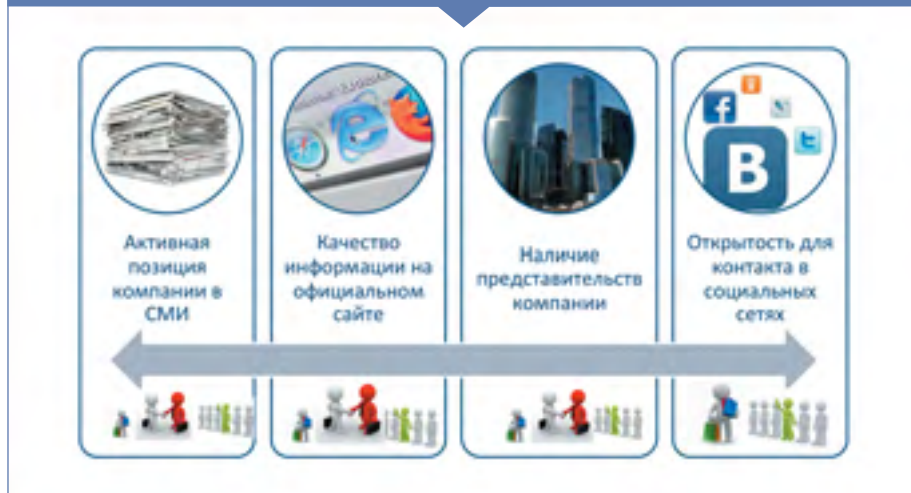 Активная
позиция
компании в
СМИ
Качество
информации на
официальном
сайте
Наличие
представительств
компании
Открытость для
контакта в
социальных
сетях